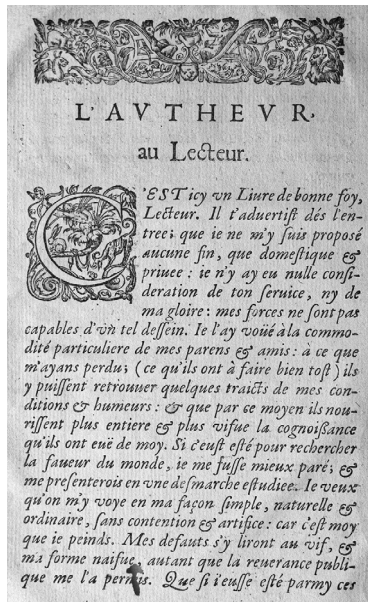 L'AVTHEVR,
au Lecteur.
C'EST icy vn Liure de bonne foy,
Lecteur. Il t'aduertist dés l'en-
tree; que ie ne m'y suis proposé
aucune fin, que domestique &
priuee : ie n'y ay eu nulle consi-
deration de ton seruice, ny de
ma gloire : mes forces ne sont pas
capables d'vn tel dessein. Ie l'ay voüé à la commo-
dité particuliere de mes parens & amis : à ce que
m'ayans perdu; (ce qu'ils ont à faire bien tost) ils
y puissent retrouuer quelques traicts de mes con-
ditions & humeurs : & que par ce moyen ils nou-
rissent plus entiere & plus vifue la cognoissance
qu'ils ont euë de moy. Si c'eust esté pour rechercher
la faueur du monde, ie me fusse mieux paré; &
me presenterois en vne desmarche estudiee. Ie veux
qu'on m'y voye en ma façon simple, naturelle &
ordinaire, sans contention & artifice : car c'est moy
que ie peinds. Mes defauts s'y liront au vif, &
ma forme naifue, autant que la reuerance publi-
que me l'a permis. Que si i'eusse esté parmy ces